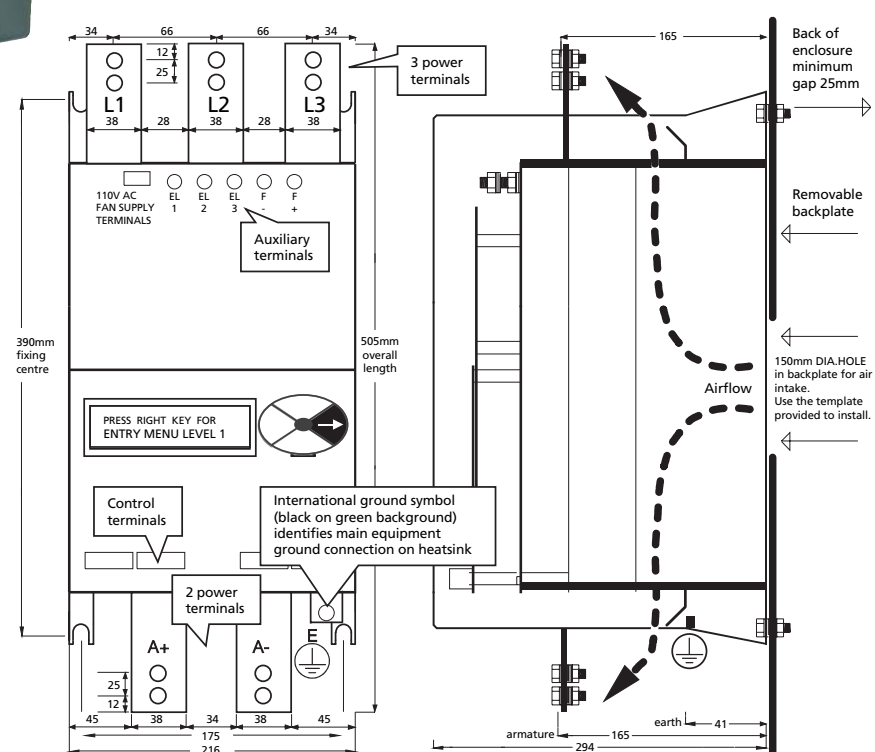 34
66
66
34
12
25
3 power
terminals
L1
L2
L3
38
28
38
28
38
110V AC
FAN SUPPLY
TERMINALS
EL
1
EL
2
EL
3
F
-
F
+
Auxiliary
terminals
390mm
fixing
centre
505mm
overall
length
PRESS RIGHT KEY FOR
ENTRY MENU LEVEL 1
Control
terminals
International ground symbol
(black on green background)
identifies main equipment
ground connection on heatsink
2 power
terminals
A+
A-
E
25
12
45
38
34
38
45
175
216
165
Back of
enclosure
minimum
gap 25mm
Removable
backplate
150mm DIA.HOLE
in backplate for air
intake.
Use the template
provided to install.
Airflow
earth
41
armature
165
294